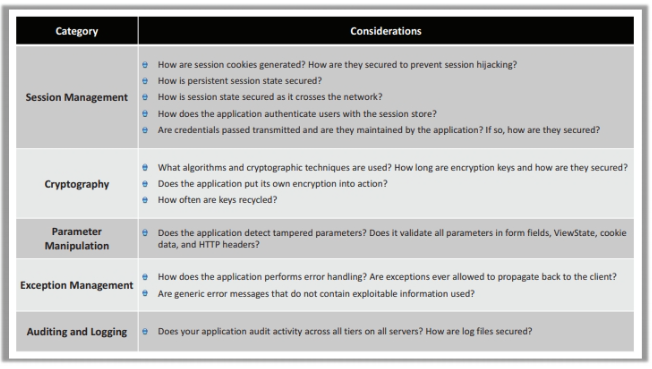 Category
Considerations
Session Management
How are session cookies generated? How are they secured to prevent session hijacking?
How is persistent session state secured?
How is session state secured as it crosses the network?
How does the application authenticate users with the session store?
Are credentials passed transmitted and are they maintained by the application? If so, how are they secured?
Cryptography
What algorithms and cryptographic techniques are used? How long are encryption keys and how are they secured?
Does the application put its own encryption into action?
How often are keys recycled?
Parameter
Manipulation
Does the application detect tampered parameters? Does it validate all parameters in form fields, ViewState, cookie
data, and HTTP headers?
Exception Management
How does the application performs error handling? Are exceptions ever allowed to propagate back to the client?
Are generic error messages that do not contain exploitable information used?
Auditing and Logging
Does your application audit activity across all tiers on all servers? How are log files secured?